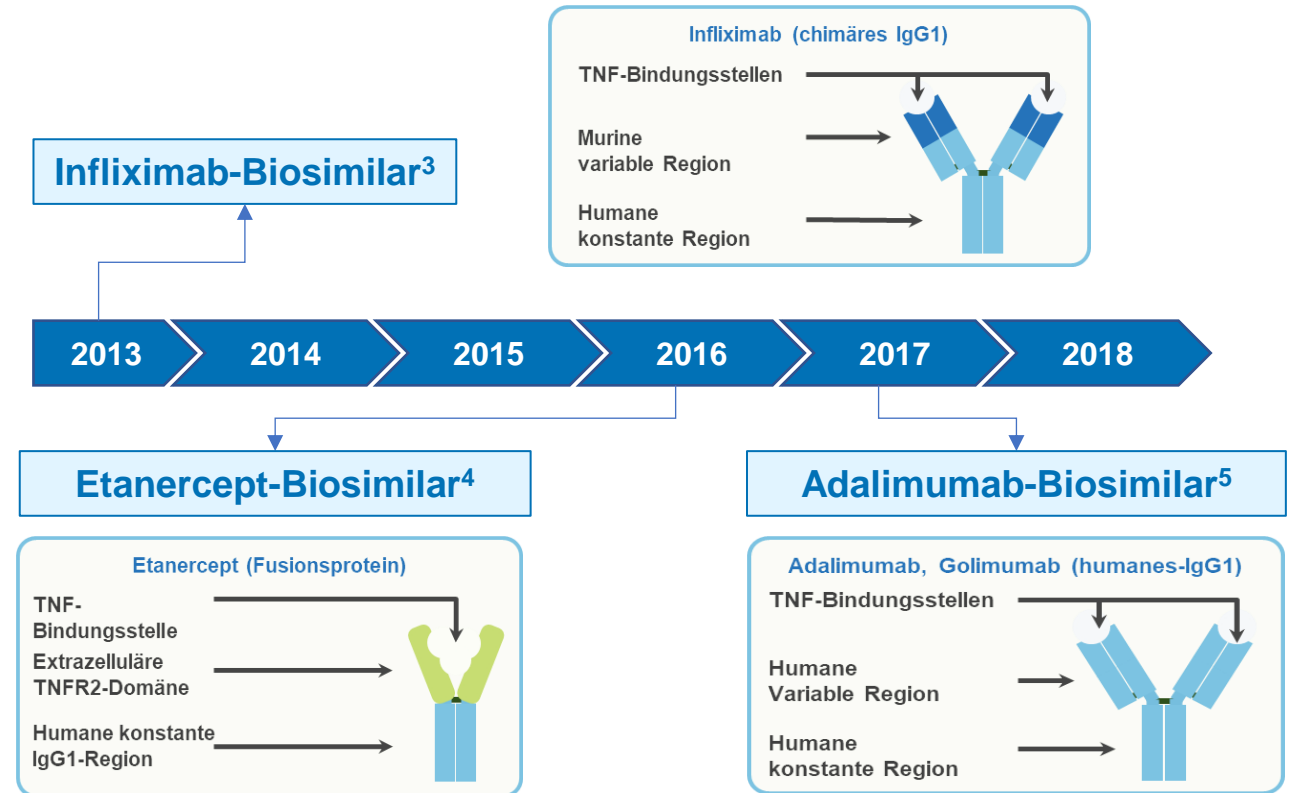 Infliximab (chimäres IgG1)
TNF-Bindungsstellen
Murine
variable Region
Humane
konstante Region
Infliximab-Biosimilar³
2013
2014
2015
2016
2017
2018
Etanercept-Biosimilar⁴
Adalimumab-Biosimilar⁵
Etanercept (Fusionsprotein)
TNF-
Bindungsstelle
Extrazelluläre
TNFR2-Domäne
Humane konstante
IgG1-Region
Adalimumab, Golimumab (humanes-IgG1)
TNF-Bindungsstellen
Humane
Variable Region
Humane
konstante Region